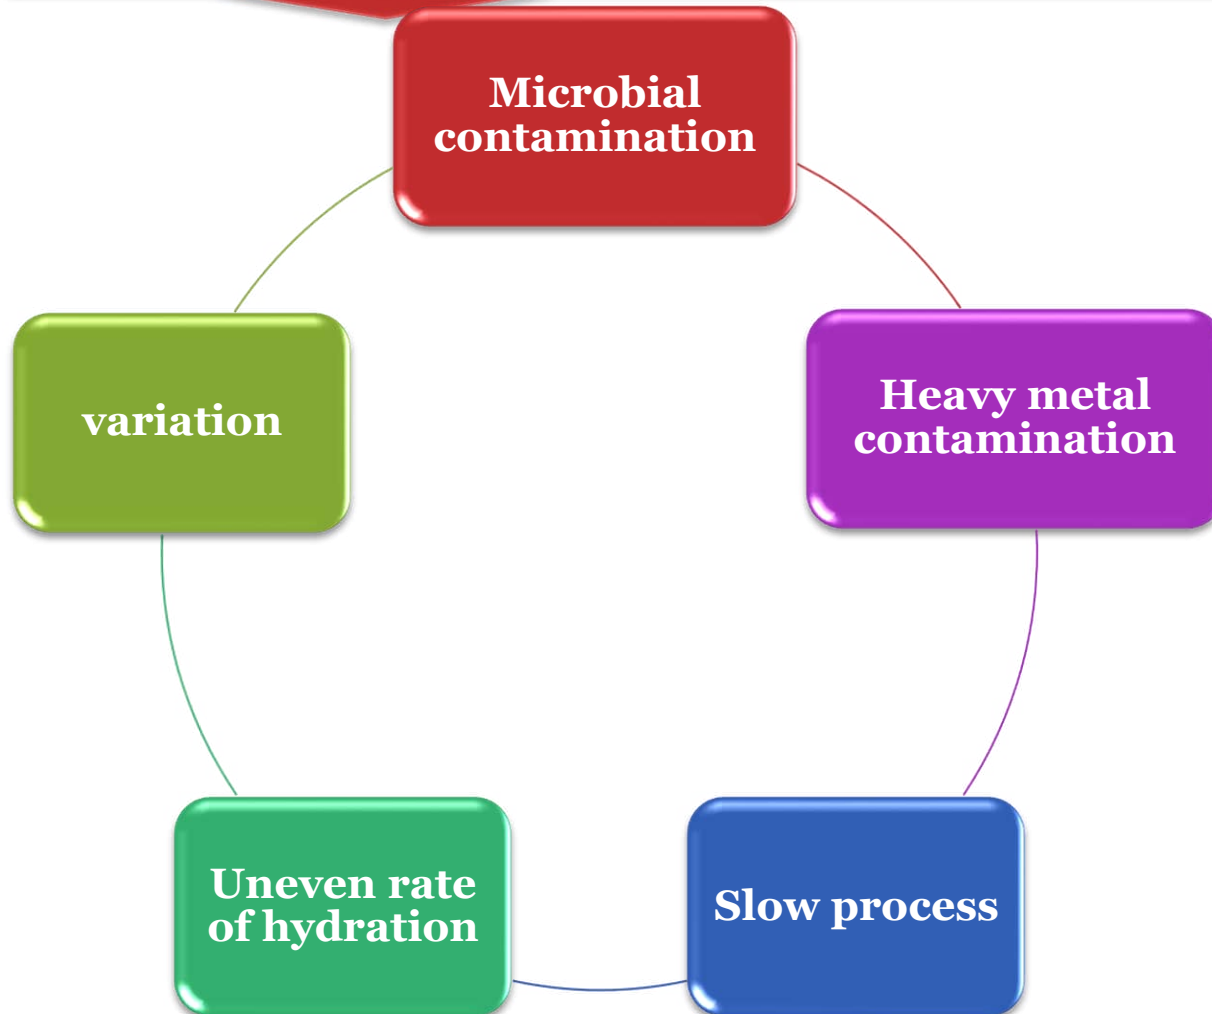 Microbial
contamination
Heavy metal
contamination
Slow process
Uneven rate
of hydration
variation